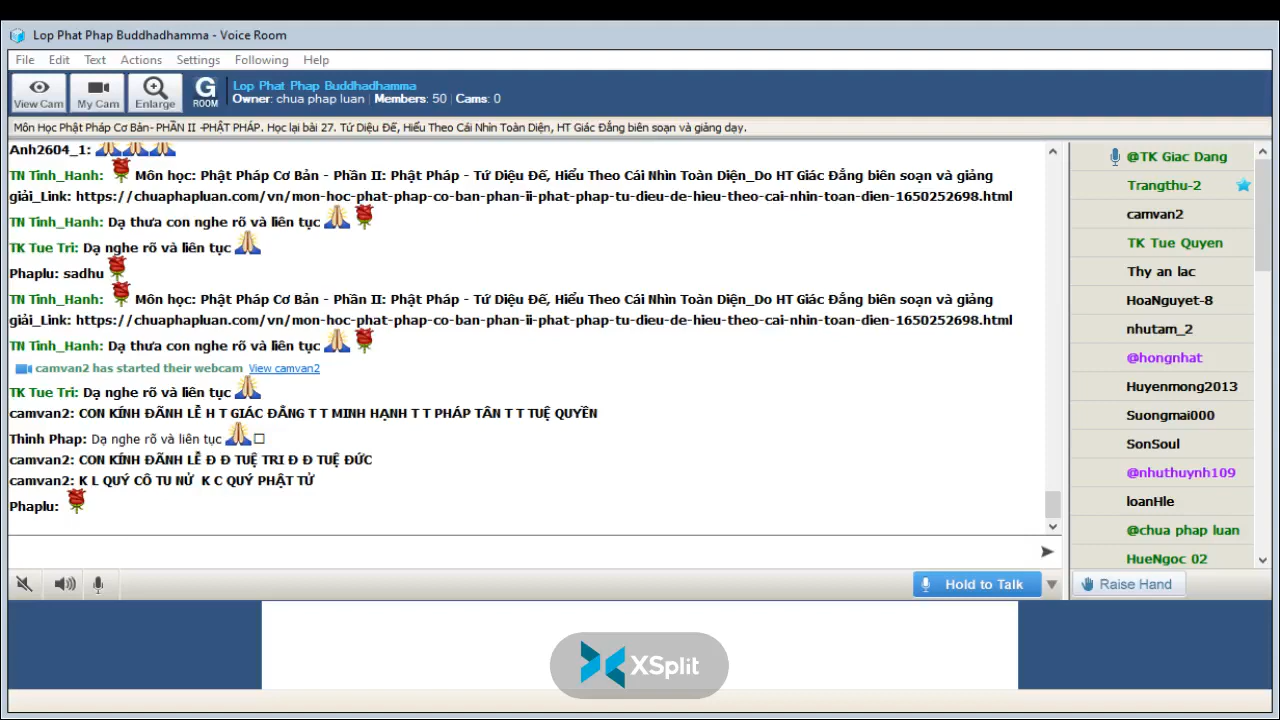 Lop Phat Phap Buddhadhamma - Voice Room
File Edit Text Actions Settings Following Help
View Cam My Cam Enlarge G ROOM
Lop Phat Phap Buddhadhamma
Owner: chua phap luan | Members: 50 | Cams: 0
Môn Học Phật Pháp Cơ Bản- PHẦN II -PHẬT PHÁP. Học lại bài 27. Tứ Diệu Đế, Hiểu Theo Cái Nhìn Toàn Diện, HT Giác Đẳng biên soạn và giảng dạy.
Anh2604_1:
TN Tinh_Hanh: Môn học: Phật Pháp Cơ Bản - Phần II: Phật Pháp - Tứ Diệu Đế, Hiểu Theo Cái Nhìn Toàn Diện_Do HT Giác Đẳng biên soạn và giảng
giải_Link: https://chuaphapluan.com/vn/mon-hoc-phat-phap-co-ban-phan-ii-phat-phap-tu-dieu-de-hieu-theo-cai-nhin-toan-dien-1650252698.html
TN Tinh_Hanh: Dạ thưa con nghe rõ và liên tục
TK Tue Tri: Dạ nghe rõ và liên tục
Phaplu: sadhu
TN Tinh_Hanh: Môn học: Phật Pháp Cơ Bản - Phần II: Phật Pháp - Tứ Diệu Đế, Hiểu Theo Cái Nhìn Toàn Diện_Do HT Giác Đẳng biên soạn và giảng
giải_Link: https://chuaphapluan.com/vn/mon-hoc-phat-phap-co-ban-phan-ii-phat-phap-tu-dieu-de-hieu-theo-cai-nhin-toan-dien-1650252698.html
TN Tinh_Hanh: Dạ thưa con nghe rõ và liên tục
camvan2 has started their webcam View camvan2
TK Tue Tri: Dạ nghe rõ và liên tục
camvan2: CON KÍNH ĐÃNH LỄ H T GIÁC ĐẲNG T T MINH HẠNH T T PHÁP TÂN T T TUỆ QUYỀN
Thinh Phap: Dạ nghe rõ và liên tục
camvan2: CON KÍNH ĐÃNH LỄ Đ Đ TUỆ TRI Đ Đ TUỆ ĐỨC
camvan2: K L QUÝ CÔ TU NỬ K C QUÝ PHẬT TỬ
Phaplu:
@TK Giac Dang
Trangthu-2
camvan2
TK Tue Quyen
Thy an lac
HoaNguyet-8
nhutam_2
@hongnhat
Huyenmong2013
Suongmai000
SonSoul
@nhuthuynh109
loanHle
@chua phap luan
HueNgoc 02
Hold to Talk
Raise Hand
XSplit